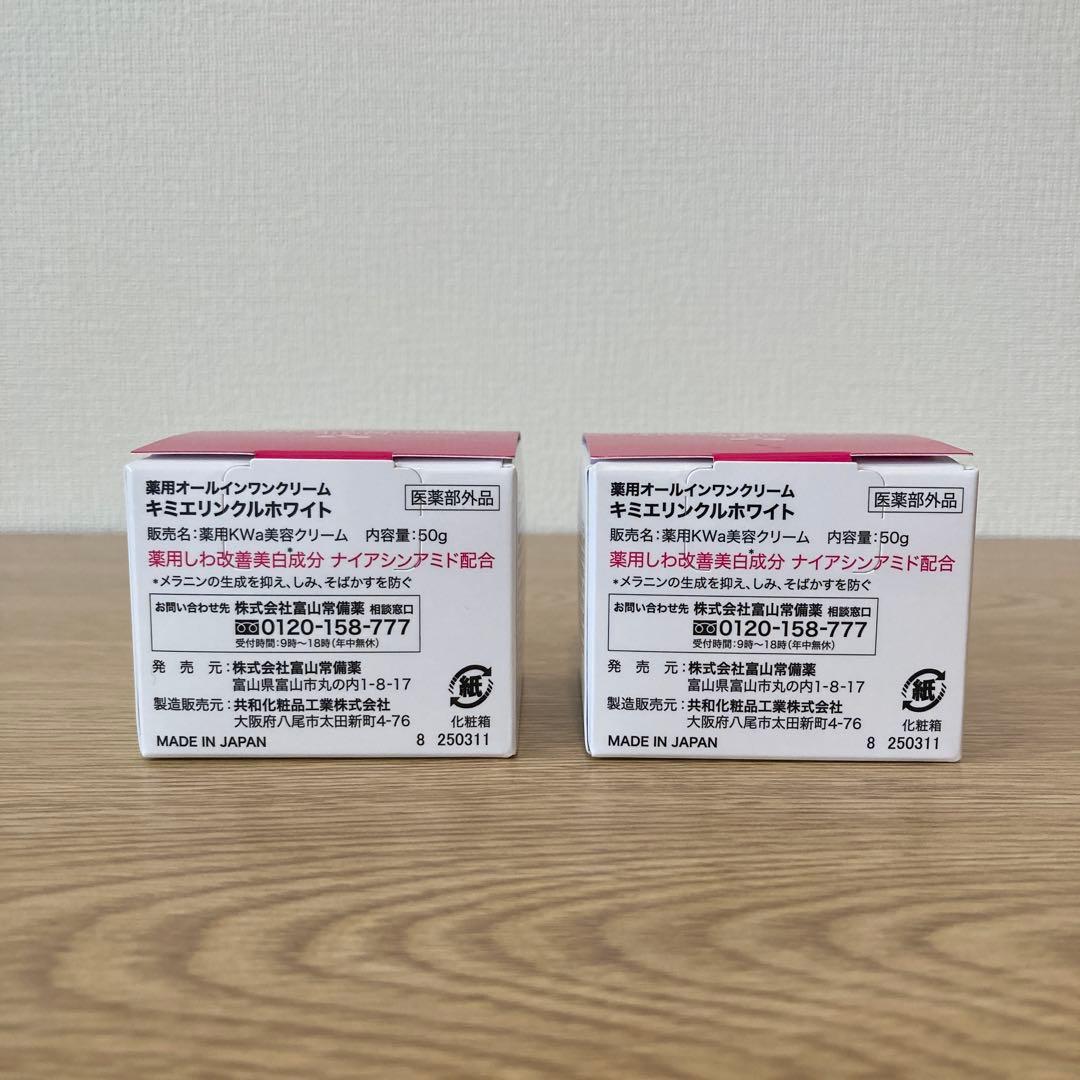 薬用オールインワンクリーム
キミエリンクルホワイト
医薬部外品
販売名:薬用KWa美容クリーム 内容量:50g
薬用しわ改善美白*成分 ナイアシンアミド配合
*メラニンの生成を抑え、しみ、そばかすを防ぐ
お問い合わせ先 株式会社富山常備薬 相談窓口
0120-158-777
受付時間:9時〜18時(年中無休)
発売元:株式会社富山常備薬
富山県富山市丸の内1-8-17
製造販売元:共和化粧品工業株式会社
大阪府八尾市太田新町4-76
紙
化粧箱
MADE IN JAPAN
8 250311
薬用オールインワンクリーム
キミエリンクルホワイト
医薬部外品
販売名:薬用KWa美容クリーム 内容量:50g
薬用しわ改善美白*成分 ナイアシンアミド配合
*メラニンの生成を抑え、しみ、そばかすを防ぐ
お問い合わせ先 株式会社富山常備薬 相談窓口
0120-158-777
受付時間:9時〜18時(年中無休)
発売元:株式会社富山常備薬
富山県富山市丸の内1-8-17
製造販売元:共和化粧品工業株式会社
大阪府八尾市太田新町4-76
紙
化粧箱
MADE IN JAPAN
8 250311